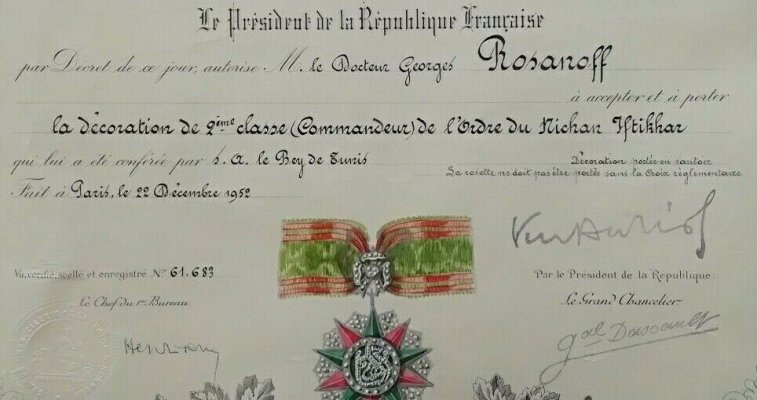 Le Président de la République Française
par Décret de ce jour, autorise M. le Docteur Georges Rosanoff
à accepter et à porter
la décoration de 2ème classe (Commandeur) de l'Ordre du Nichan Iftikhar
qui lui a été conférée par S. A. le Bey de Tunis
Décoration portée en sautoir
La rosette ne doit pas être portée sans la Croix réglementaire
Fait à Paris, le 22 Décembre 1952
Vu, vérifié, scellé et enregistré N° 61.683
Par le Président de la République:
Le Chef du 1er Bureau
Le Grand Chancelier
gal Dassault